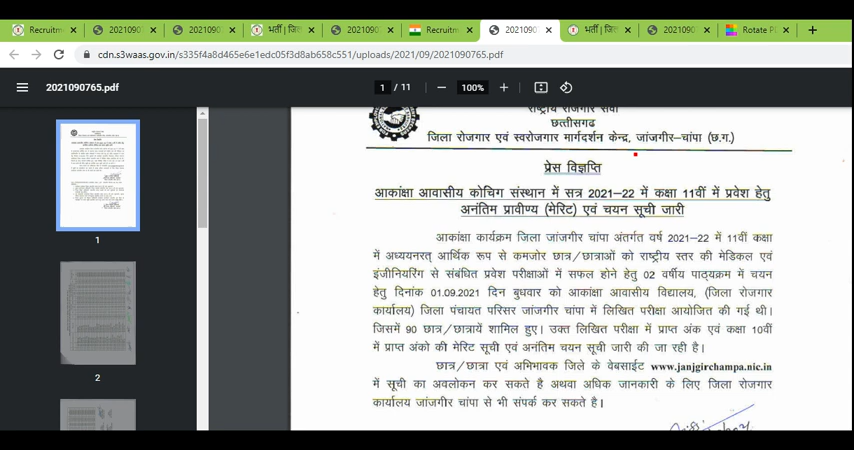 Recruitm
2021090
2021090
भर्ती | जि
2021090
Recruitm
2021090
भर्ती | जि
2021090
Rotate P
cdn.s3waas.gov.in/s335f4a8d465e6e1edc05f3d8ab658c551/uploads/2021/09/2021090765.pdf
2021090765.pdf
1 / 11
100%
1
2
राष्ट्रीय रोजगार सेवा
छत्तीसगढ
जिला रोजगार एवं स्वरोजगार मार्गदर्शन केन्द्र, जांजगीर–चांपा (छ.ग.)
प्रेस विज्ञप्ति
आकांक्षा आवासीय कोचिग संस्थान में सत्र 2021–22 में कक्षा 11वीं में प्रवेश हेतु
अनंतिम प्रावीण्य (मेरिट) एवं चयन सूची जारी
आकांक्षा कार्यक्रम जिला जांजगीर चांपा अंतर्गत वर्ष 2021–22 में 11वीं कक्षा
में अध्ययनरत् आर्थिक रूप से कमजोर छात्र/छात्राओं को राष्ट्रीय स्तर की मेडिकल एवं
इंजीनियरिंग से संबंधित प्रवेश परीक्षाओं में सफल होने हेतु 02 वर्षीय पाठ्यक्रम में चयन
हेतु दिनांक 01.09.2021 दिन बुधवार को आकांक्षा आवासीय विद्यालय, (जिला रोजगार
कार्यालय) जिला पंचायत परिसर जांजगीर चांपा में लिखित परीक्षा आयोजित की गई थी।
जिसमें 90 छात्र/छात्रायें शामिल हुए। उक्त लिखित परीक्षा में प्राप्त अंक एवं कक्षा 10वीं
में प्राप्त अंको की मेरिट सूची एवं अनंतिम चयन सूची जारी की जा रही है।
छात्र/छात्रा एवं अभिभावक जिले के वेबसाईट www.janjgirchampa.nic.in
में सूची का अवलोकन कर सकते है अथवा अधिक जानकारी के लिए जिला रोजगार
कार्यालय जांजगीर चांपा से भी संपर्क कर सकते है।